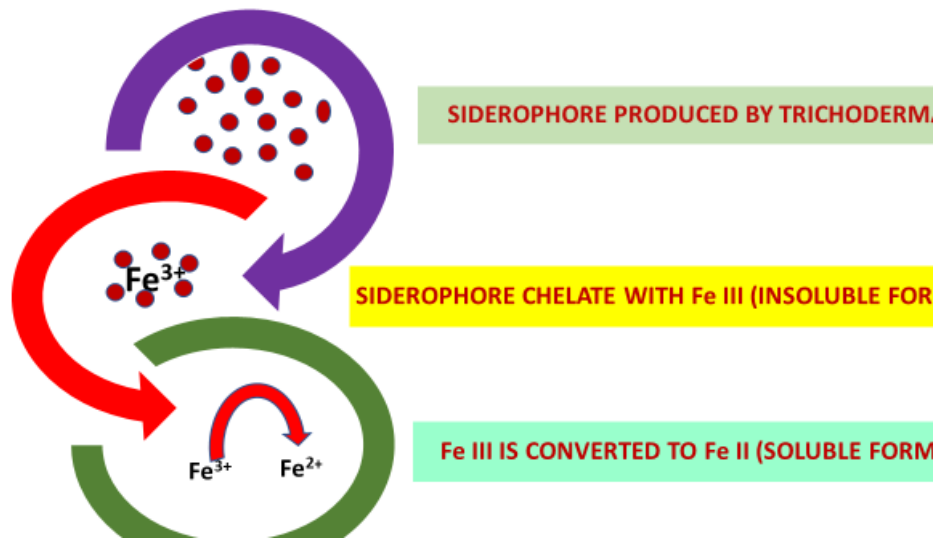 SIDEROPHORE PRODUCED BY TRICHODERMA
Fe³⁺
SIDEROPHORE CHELATE WITH Fe III (INSOLUBLE FOR
Fe III IS CONVERTED TO Fe II (SOLUBLE FORM
Fe³⁺ Fe²⁺